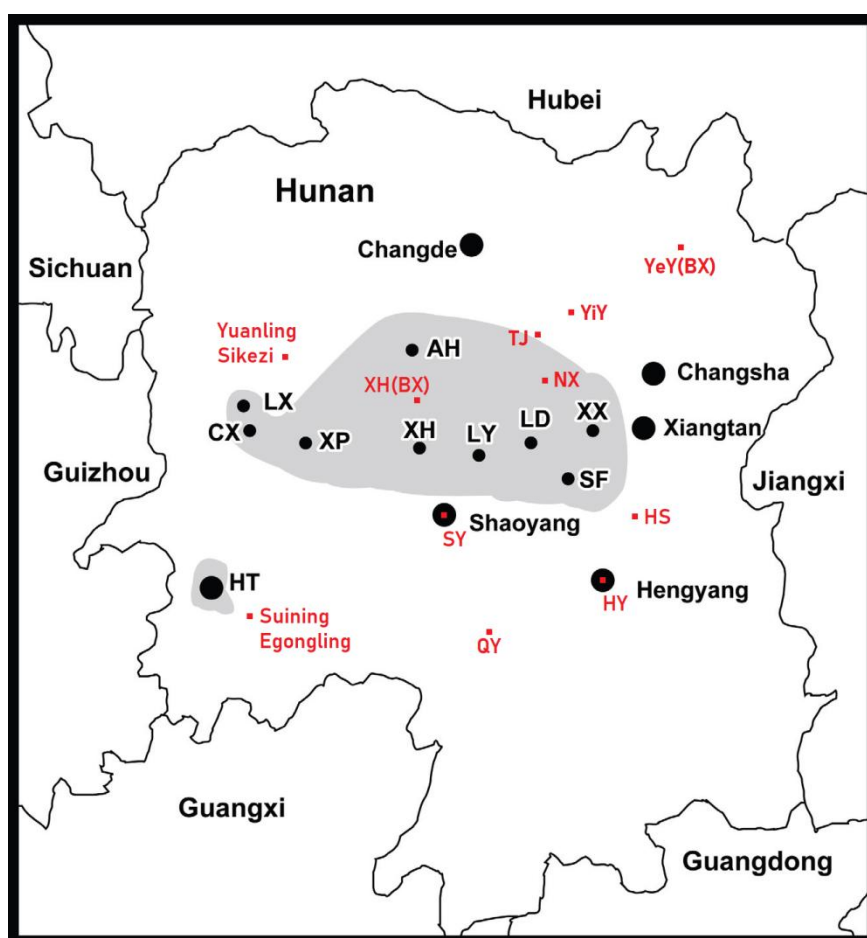 Hubei
Hunan
Changde
Sichuan
YeY(BX)
YiY
Yuanling
Sikezi
TJ
AH
NX
Changsha
XH(BX)
LX
CX
XP
XH
LY
LD
XX
Xiangtan
Guizhou
Jiangxi
SF
Shaoyang
SY
HS
HT
Hengyang
HY
Suining
Egongling
QY
Guangxi
Guangdong